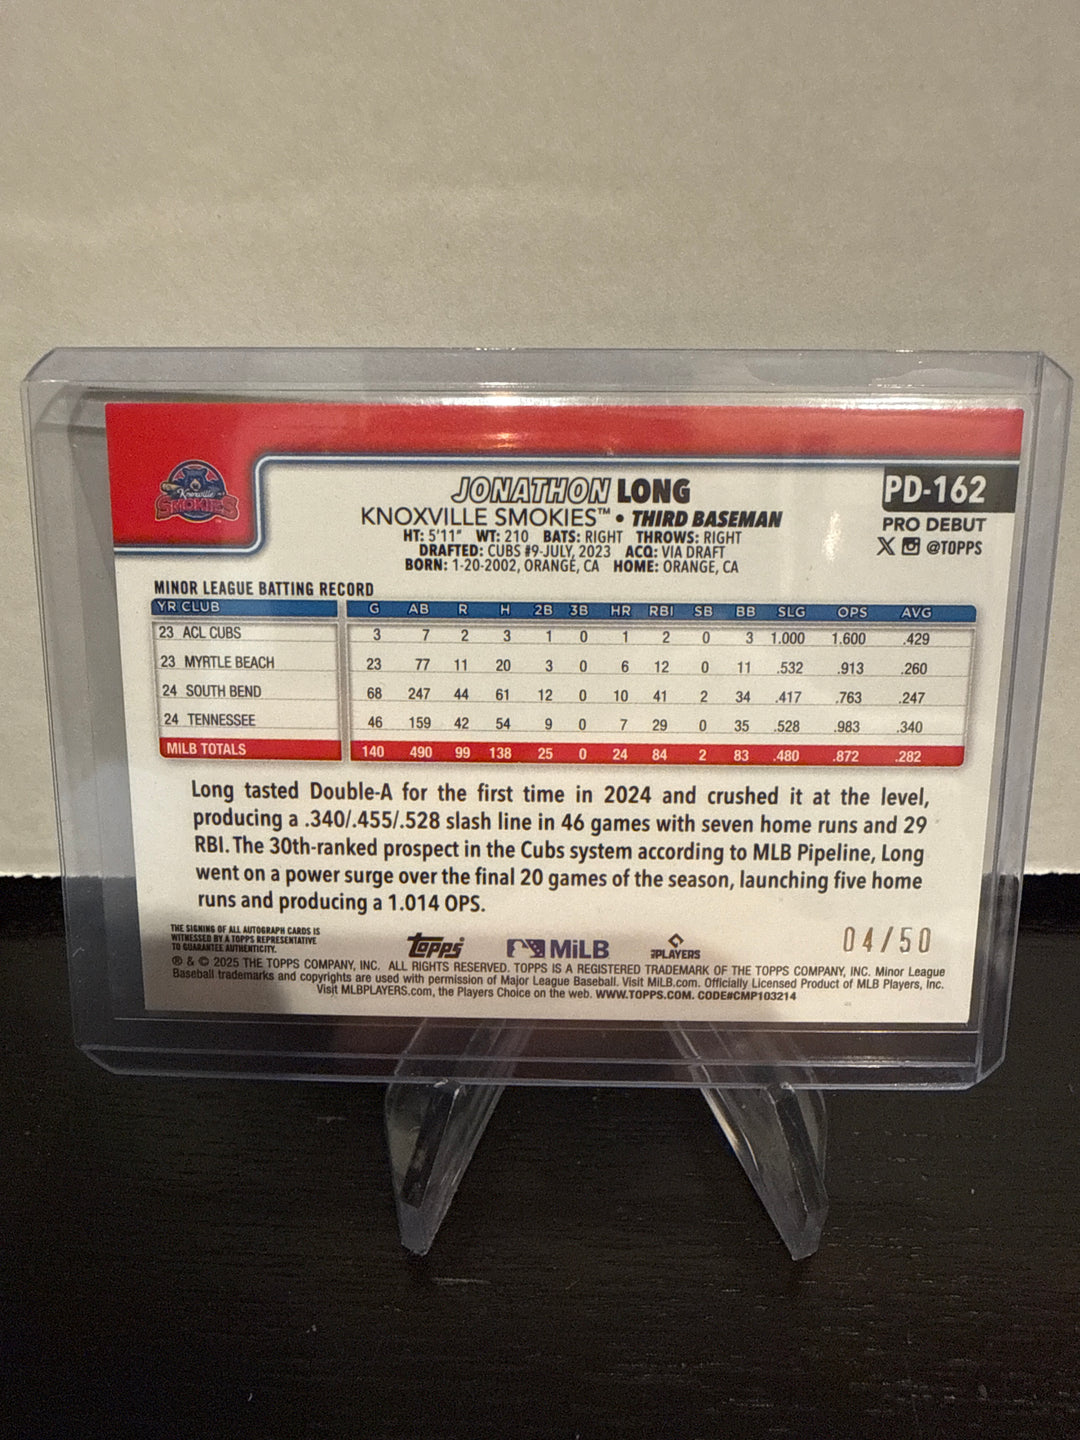 Knoxville
SMOKIES
JONATHON LONG
KNOXVILLE SMOKIES™ • THIRD BASEMAN
HT: 5'11" WT: 210 BATS: RIGHT THROWS: RIGHT
DRAFTED: CUBS #9-JULY, 2023 ACQ: VIA DRAFT
BORN: 1-20-2002, ORANGE, CA HOME: ORANGE, CA
PD-162
PRO DEBUT
X @TOPPS
MINOR LEAGUE BATTING RECORD
YR CLUB G AB R H 2B 3B HR RBI SB BB SLG OPS AVG
23 ACL CUBS 3 7 2 3 1 0 1 2 0 3 1.000 1.600 .429
23 MYRTLE BEACH 23 77 11 20 3 0 6 12 0 11 .532 .913 .260
24 SOUTH BEND 68 247 44 61 12 0 10 41 2 34 .417 .763 .247
24 TENNESSEE 46 159 42 54 9 0 7 29 0 35 .528 .983 .340
MILB TOTALS 140 490 99 138 25 0 24 84 2 83 .480 .872 .282
Long tasted Double-A for the first time in 2024 and crushed it at the level,
producing a .340/.455/.528 slash line in 46 games with seven home runs and 29
RBI. The 30th-ranked prospect in the Cubs system according to MLB Pipeline, Long
went on a power surge over the final 20 games of the season, launching five home
runs and producing a 1.014 OPS.
THE SIGNING OF ALL AUTOGRAPH CARDS IS
WITNESSED BY A TOPPS REPRESENTATIVE
TO GUARANTEE AUTHENTICITY.
Topps MiLB PLAYERS
04/50
® & © 2025 THE TOPPS COMPANY, INC. ALL RIGHTS RESERVED. TOPPS IS A REGISTERED TRADEMARK OF THE TOPPS COMPANY, INC. Minor League
Baseball trademarks and copyrights are used with permission of Major League Baseball. Visit MiLB.com. Officially Licensed Product of MLB Players, Inc.
Visit MLBPLAYERS.com, the Players Choice on the web. WWW.TOPPS.COM. CODE#CMP103214